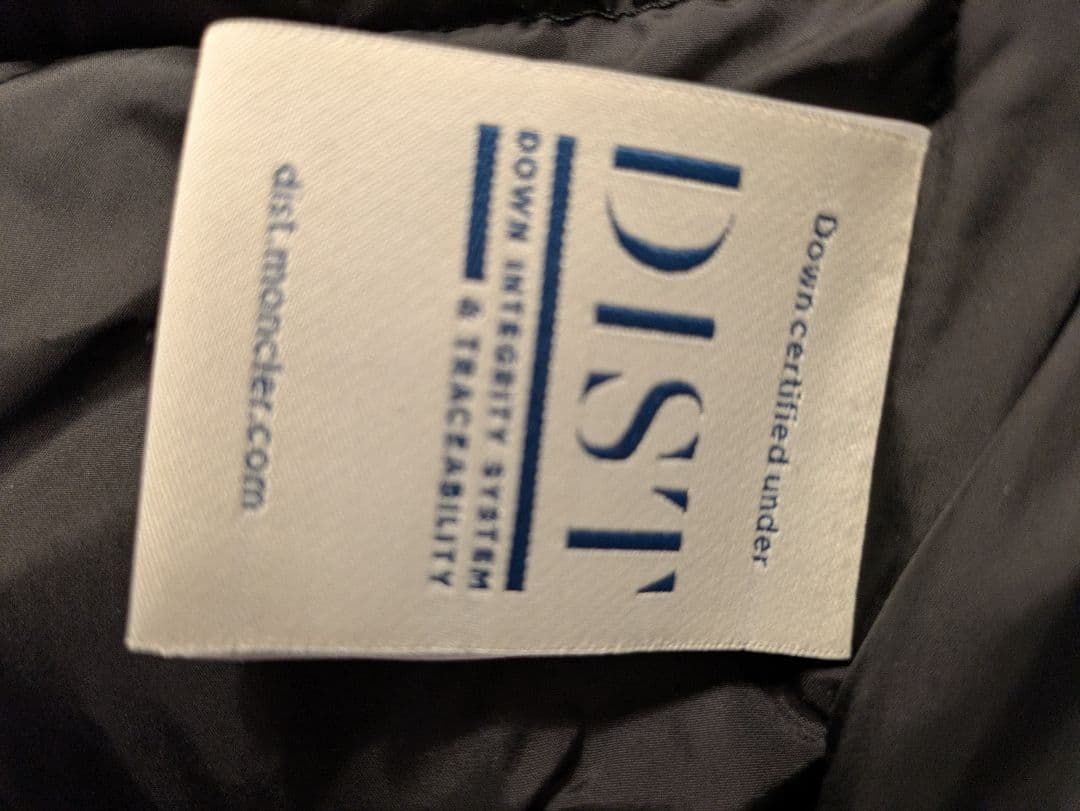 Down certified under
DIST
DOWN INTEGRITY SYSTEM
& TRACEABILITY
dist.moncler.com